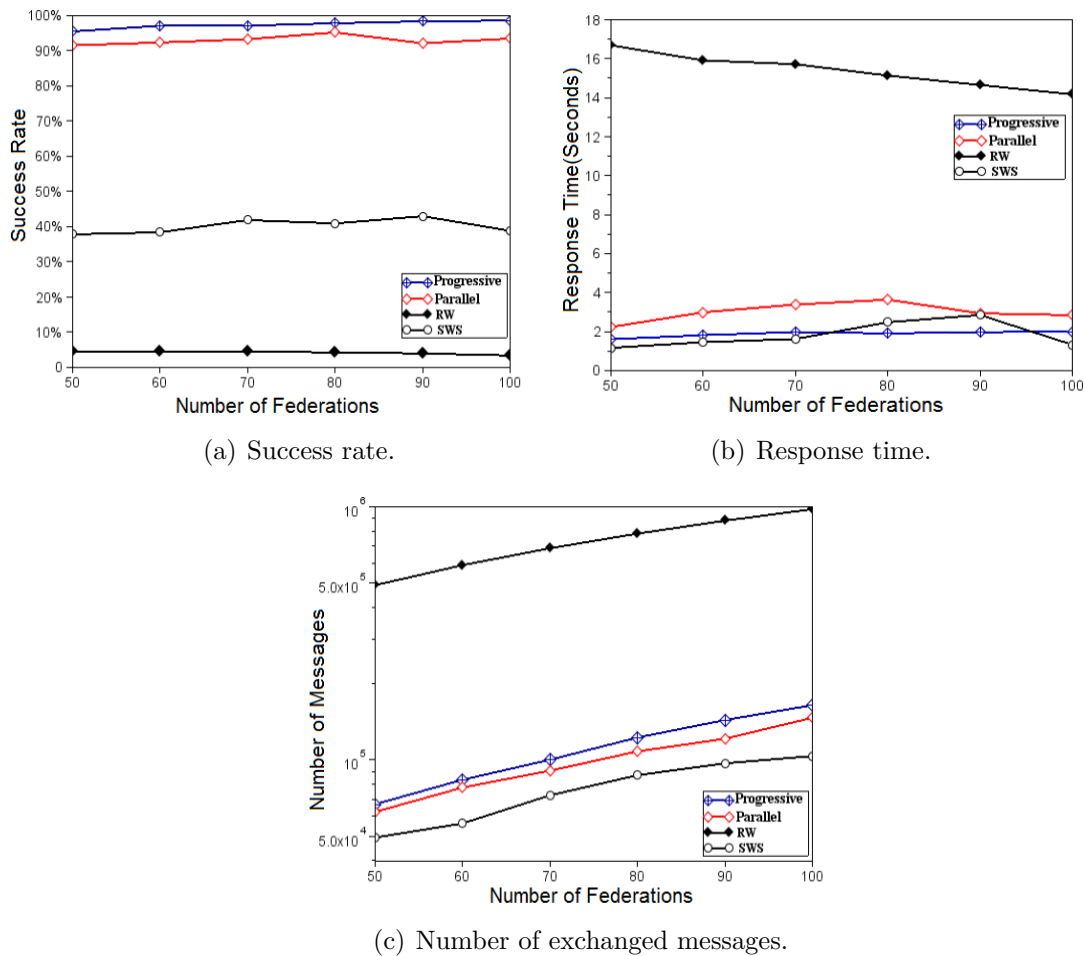 100%
90%
80%
70%
60%
50%
40%
30%
20%
10%
0
Success Rate
50 60 70 80 90 100
Number of Federations
Progressive
Parallel
RW
SWS
(a) Success rate.
18
16
14
12
10
8
6
4
2
0
Response Time(Seconds)
50 60 70 80 90 100
Number of Federations
Progressive
Parallel
RW
SWS
(b) Response time.
10^6
5.0x10^5
10^5
5.0x10^4
Number of Messages
50 60 70 80 90 100
Number of Federations
Progressive
Parallel
RW
SWS
(c) Number of exchanged messages.